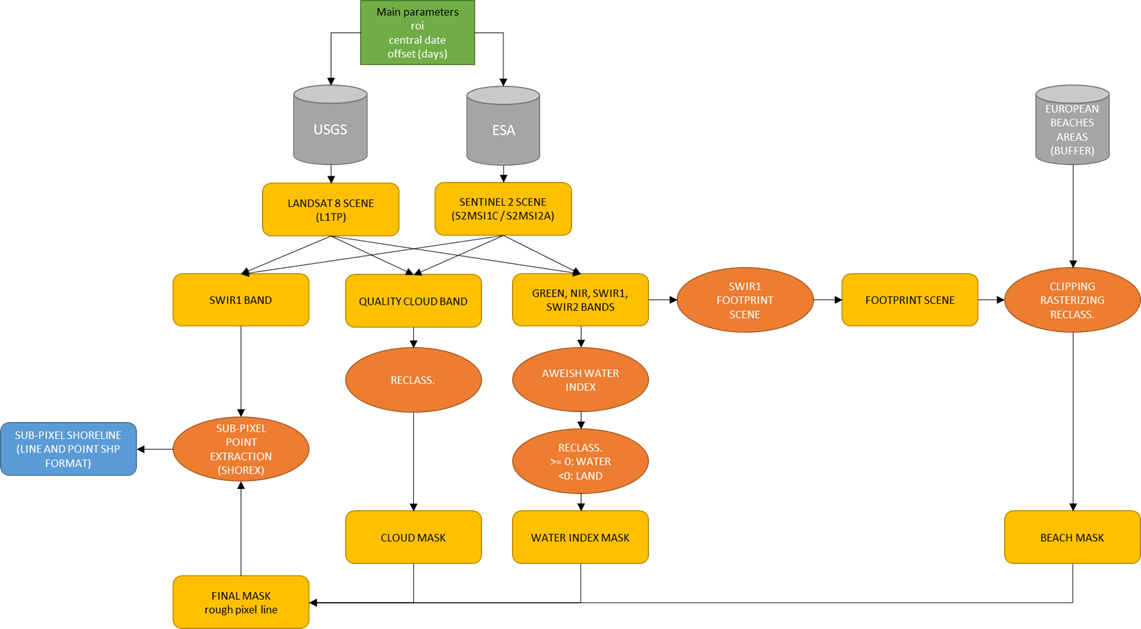 Main parameters
roi
central date
offset (days)
USGS
ESA
EUROPEAN
BEACHES
AREAS
(BUFFER)
LANDSAT 8 SCENE
(L1TP)
SENTINEL 2 SCENE
(S2MSI1C / S2MSI2A)
SWIR1 BAND
QUALITY CLOUD BAND
GREEN, NIR, SWIR1,
SWIR2 BANDS
SWIR1
FOOTPRINT
SCENE
FOOTPRINT SCENE
CLIPPING
RASTERIZING
RECLASS.
RECLASS.
AWEISH WATER
INDEX
SUB-PIXEL SHORELINE
(LINE AND POINT SHP
FORMAT)
SUB-PIXEL
POINT
EXTRACTION
(SHOREX)
RECLASS.
>= 0: WATER
<0: LAND
CLOUD MASK
WATER INDEX MASK
BEACH MASK
FINAL MASK
rough pixel line